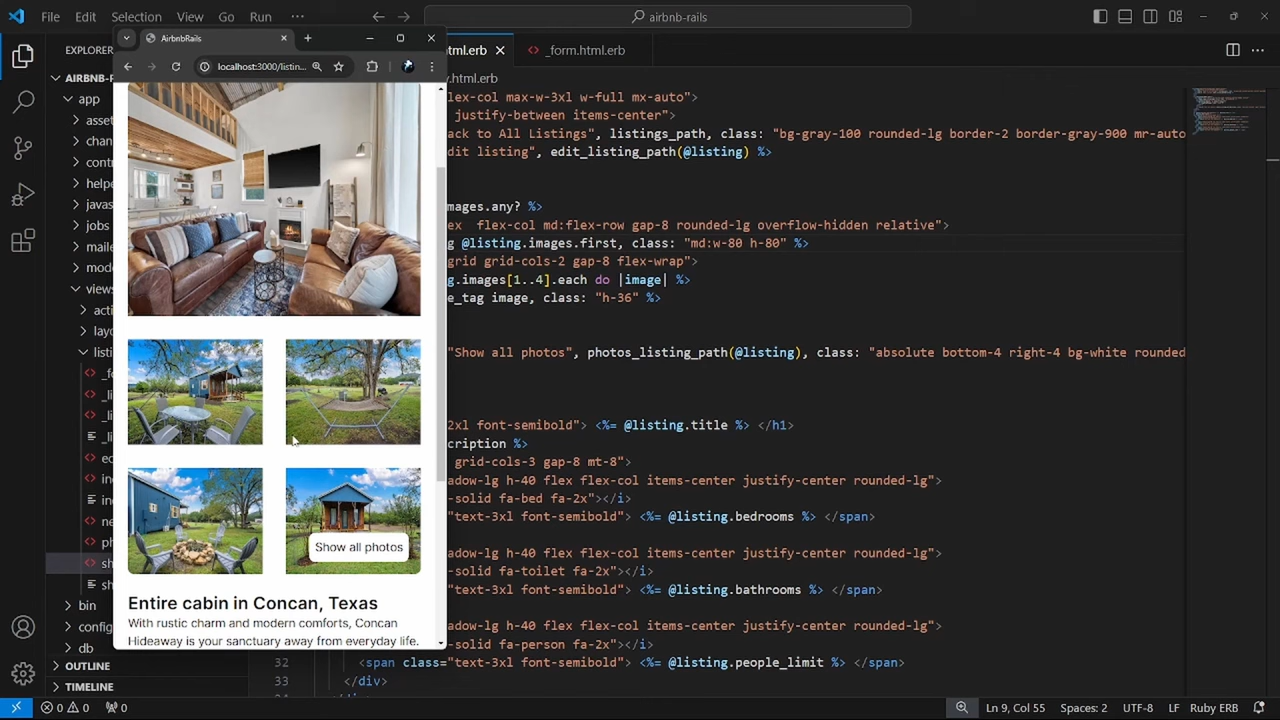 File Edit Selection View Go Run ··· airbnb-rails
AirbnbRails
localhost:3000/listin...
EXPLORER
AIRBNB-R
app
asset
chan
cont
helpe
javas
jobs
maile
mode
views
acti
layo
listi
_fo
_li
_li
ec
in
in
ne
ph
sh
sh
bin
config
db
OUTLINE
TIMELINE
Show all photos
Entire cabin in Concan, Texas
With rustic charm and modern comforts, Concan
Hideaway is your sanctuary away from everyday life.
html.erb _form.html.erb
.html.erb
lex-col max-w-3xl w-full mx-auto">
justify-between items-center">
ack to All Listings", listings_path, class: "bg-gray-100 rounded-lg border-2 border-gray-900 mr-auto
dit listing", edit_listing_path(@listing) %>
mages.any? %>
ex  flex-col md:flex-row gap-8 rounded-lg overflow-hidden relative">
g @listing.images.first, class: "md:w-80 h-80" %>
grid grid-cols-2 gap-8 flex-wrap">
g.images[1..4].each do |image| %>
e_tag image, class: "h-36" %>
"Show all photos", photos_listing_path(@listing), class: "absolute bottom-4 right-4 bg-white rounded
2xl font-semibold"> <%= @listing.title %> </h1>
cription %>
grid-cols-3 gap-8 mt-8">
adow-lg h-40 flex flex-col items-center justify-center rounded-lg">
-solid fa-bed fa-2x"></i>
"text-3xl font-semibold"> <%= @listing.bedrooms %> </span>
adow-lg h-40 flex flex-col items-center justify-center rounded-lg">
-solid fa-toilet fa-2x"></i>
"text-3xl font-semibold"> <%= @listing.bathrooms %> </span>
adow-lg h-40 flex flex-col items-center justify-center rounded-lg">
-solid fa-person fa-2x"></i>
32 <span class="text-3xl font-semibold"> <%= @listing.people_limit %> </span>
33 </div>
0 0 0 Ln 9, Col 55 Spaces: 2 UTF-8 LF Ruby ERB